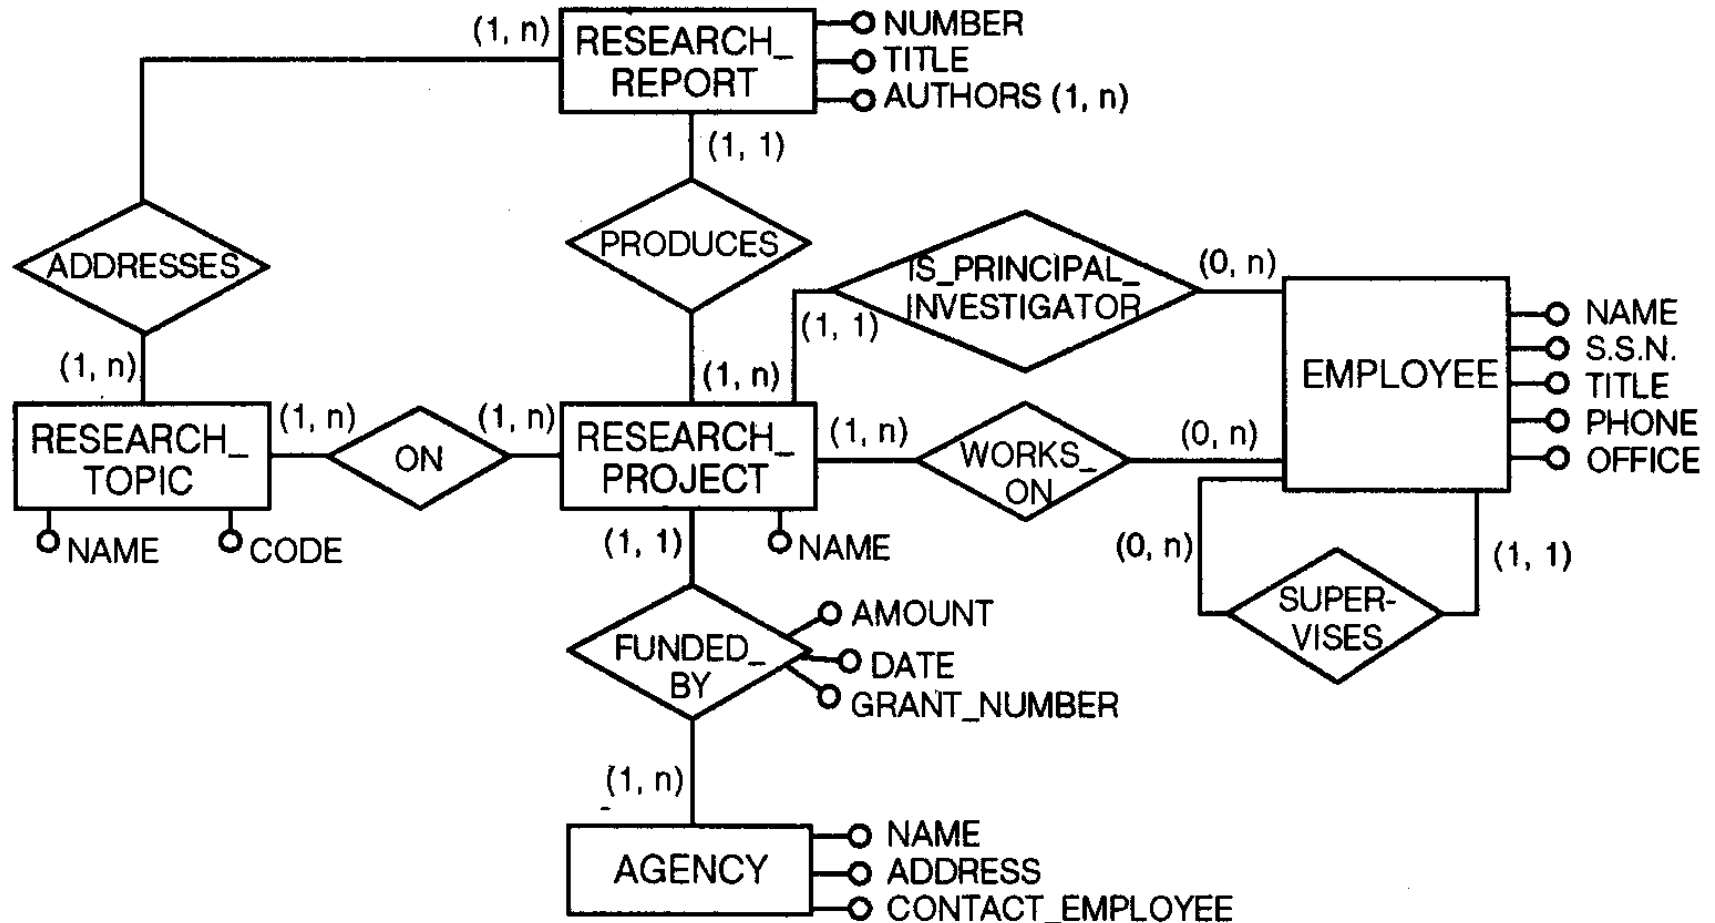 (1, n)
RESEARCH_
REPORT
NUMBER
TITLE
AUTHORS (1, n)
(1, 1)
ADDRESSES
PRODUCES
IS_PRINCIPAL_
INVESTIGATOR
(0, n)
(1, 1)
EMPLOYEE
NAME
S.S.N.
TITLE
PHONE
OFFICE
(1, n)
(1, n)
RESEARCH_
TOPIC
(1, n)
ON
(1, n)
RESEARCH_
PROJECT
(1, n)
WORKS_
ON
(0, n)
NAME
CODE
(1, 1)
NAME
(0, n)
(1, 1)
SUPER-
VISES
FUNDED_
BY
AMOUNT
DATE
GRANT_NUMBER
(1, n)
AGENCY
NAME
ADDRESS
CONTACT_EMPLOYEE